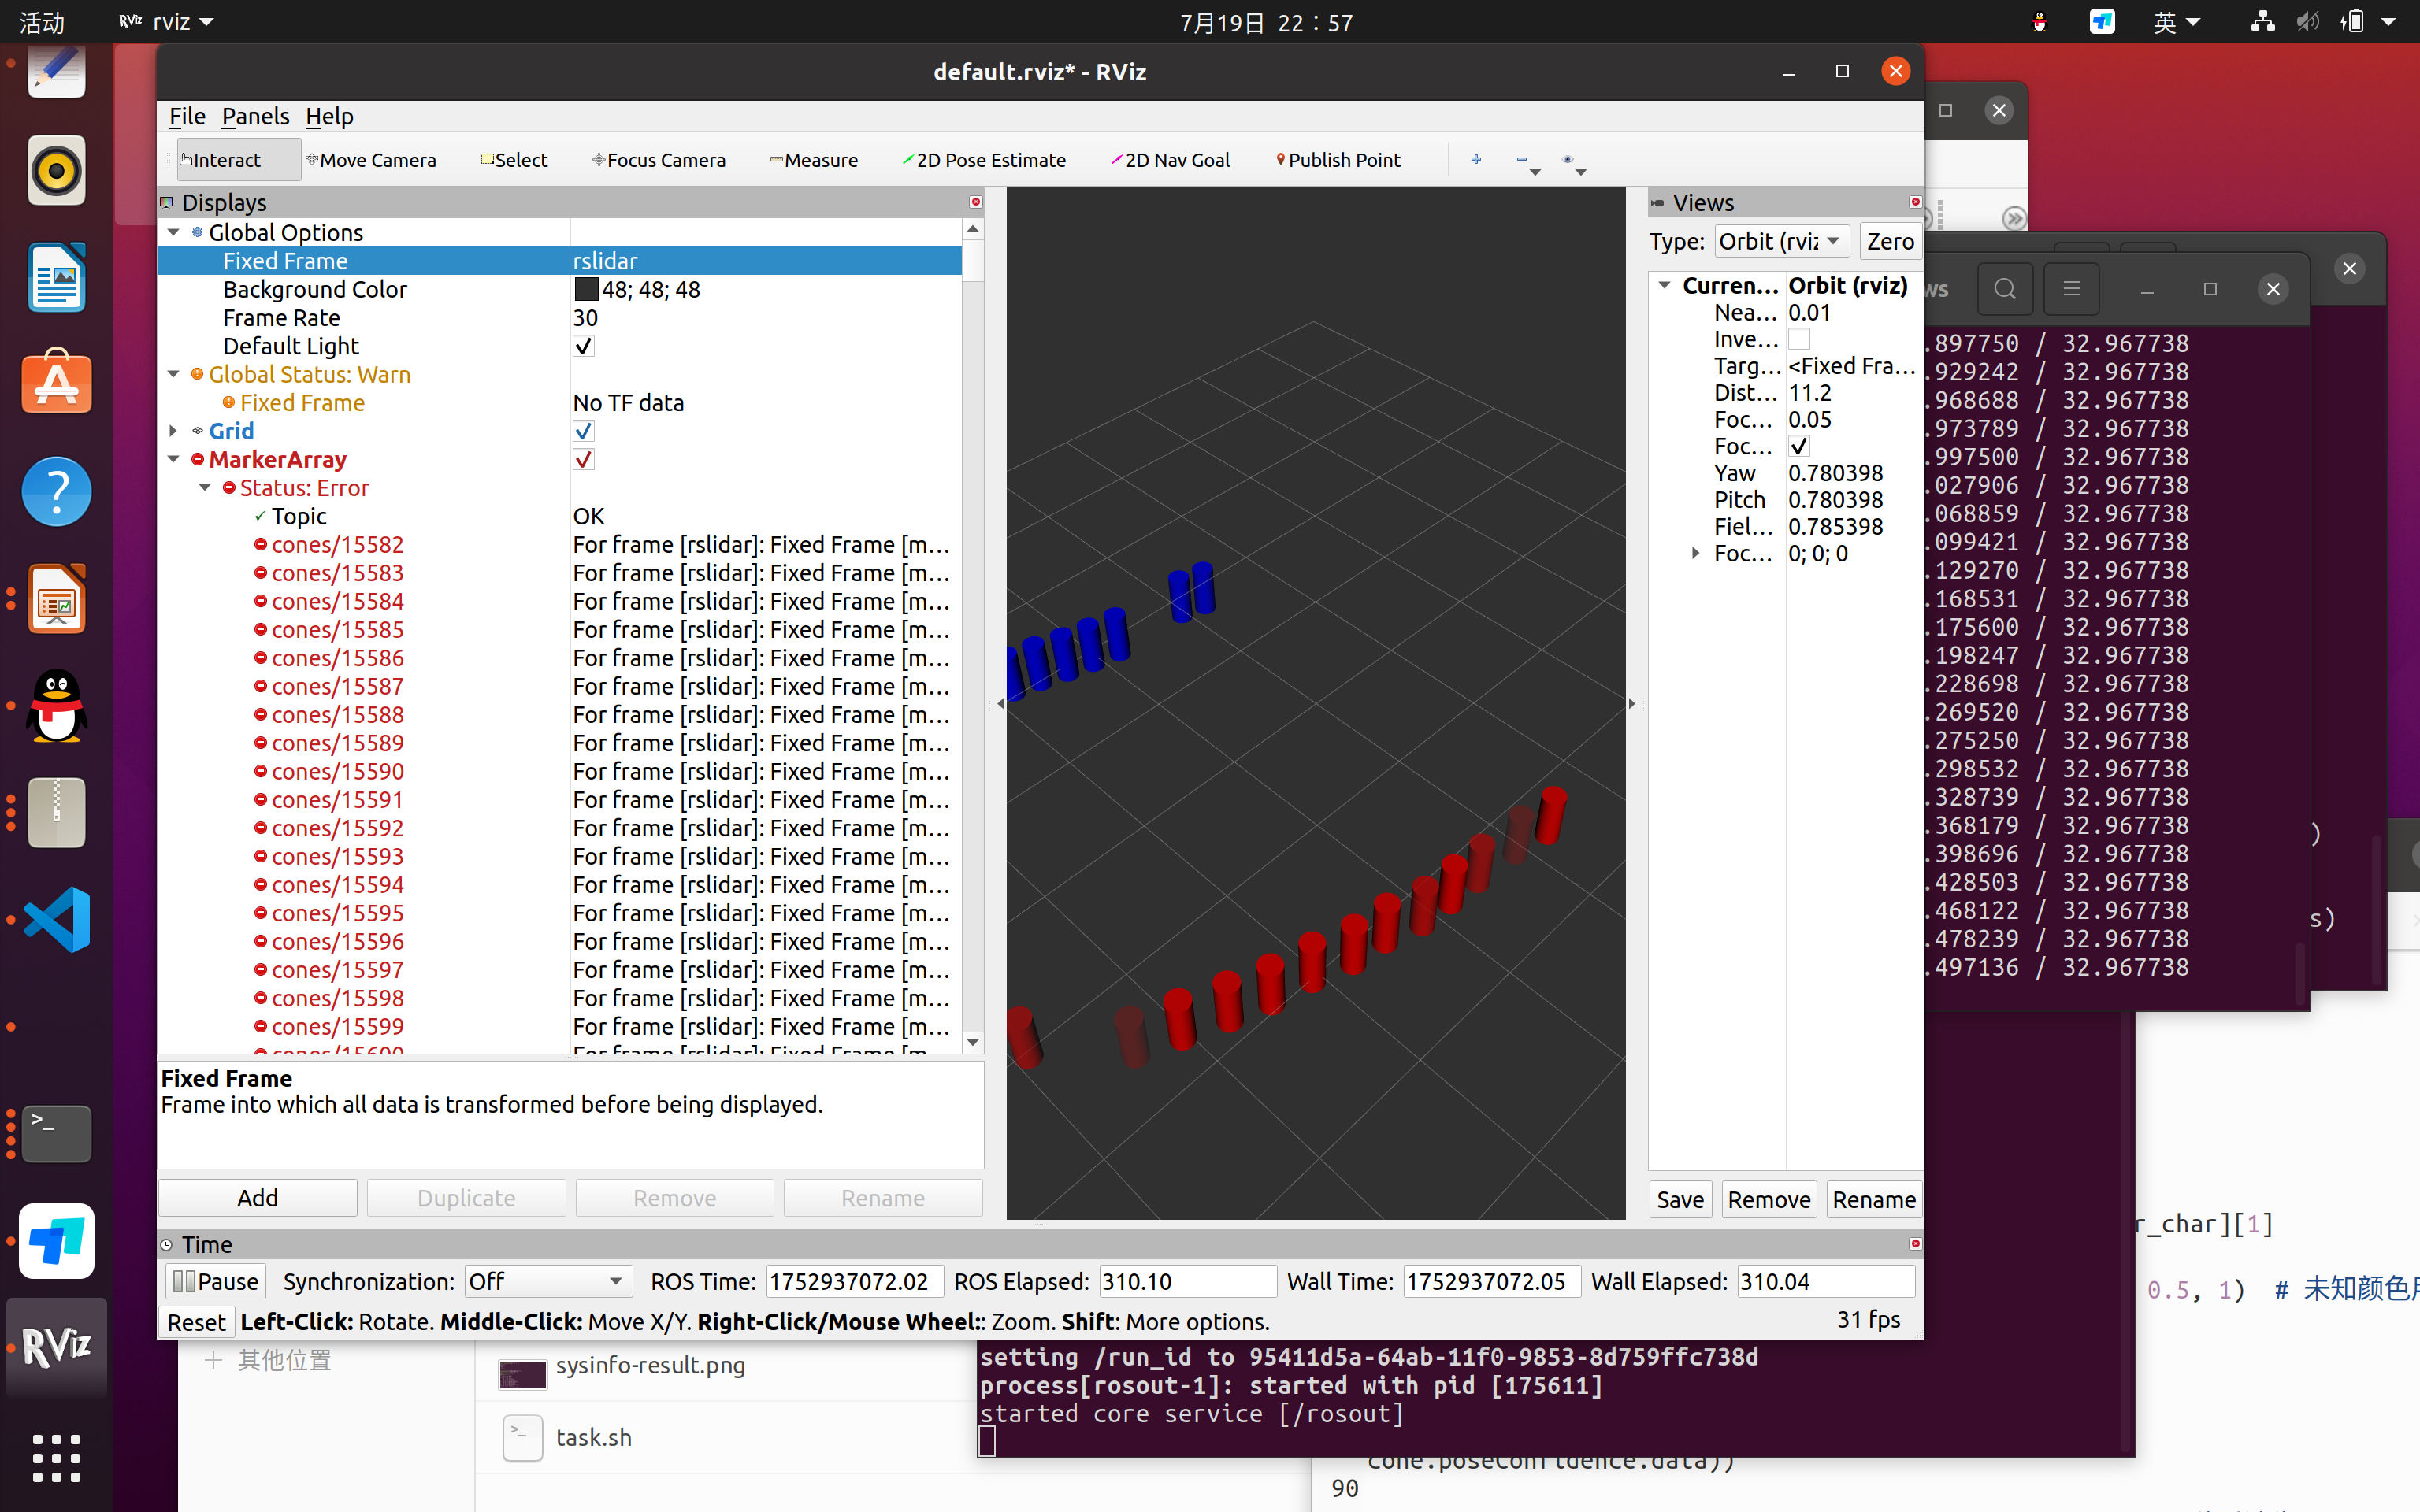 活动
RViz rviz
7月19日 22：57
英
default.rviz* - RViz
File Panels Help
Interact Move Camera Select Focus Camera Measure 2D Pose Estimate 2D Nav Goal Publish Point
Displays
Global Options
Fixed Frame rslidar
Background Color 48; 48; 48
Frame Rate 30
Default Light
Global Status: Warn
Fixed Frame No TF data
Grid
MarkerArray
Status: Error
Topic OK
cones/15582 For frame [rslidar]: Fixed Frame [m…
cones/15583 For frame [rslidar]: Fixed Frame [m…
cones/15584 For frame [rslidar]: Fixed Frame [m…
cones/15585 For frame [rslidar]: Fixed Frame [m…
cones/15586 For frame [rslidar]: Fixed Frame [m…
cones/15587 For frame [rslidar]: Fixed Frame [m…
cones/15588 For frame [rslidar]: Fixed Frame [m…
cones/15589 For frame [rslidar]: Fixed Frame [m…
cones/15590 For frame [rslidar]: Fixed Frame [m…
cones/15591 For frame [rslidar]: Fixed Frame [m…
cones/15592 For frame [rslidar]: Fixed Frame [m…
cones/15593 For frame [rslidar]: Fixed Frame [m…
cones/15594 For frame [rslidar]: Fixed Frame [m…
cones/15595 For frame [rslidar]: Fixed Frame [m…
cones/15596 For frame [rslidar]: Fixed Frame [m…
cones/15597 For frame [rslidar]: Fixed Frame [m…
cones/15598 For frame [rslidar]: Fixed Frame [m…
cones/15599 For frame [rslidar]: Fixed Frame [m…
cones/15600 For frame [rslidar]: Fixed Frame [m…
Fixed Frame
Frame into which all data is transformed before being displayed.
Add Duplicate Remove Rename
Views
Type: Orbit (rviz Zero
Curren… Orbit (rviz)
Nea… 0.01
Inve…
Targ… <Fixed Fra…
Dist… 11.2
Foc… 0.05
Foc…
Yaw 0.780398
Pitch 0.780398
Fiel… 0.785398
Foc… 0; 0; 0
Save Remove Rename
Time
Pause Synchronization: Off ROS Time: 1752937072.02 ROS Elapsed: 310.10 Wall Time: 1752937072.05 Wall Elapsed: 310.04
Reset Left-Click: Rotate. Middle-Click: Move X/Y. Right-Click/Mouse Wheel:: Zoom. Shift: More options. 31 fps
ws
.897750 / 32.967738
.929242 / 32.967738
.968688 / 32.967738
.973789 / 32.967738
.997500 / 32.967738
.027906 / 32.967738
.068859 / 32.967738
.099421 / 32.967738
.129270 / 32.967738
.168531 / 32.967738
.175600 / 32.967738
.198247 / 32.967738
.228698 / 32.967738
.269520 / 32.967738
.275250 / 32.967738
.298532 / 32.967738
.328739 / 32.967738
.368179 / 32.967738
.398696 / 32.967738
.428503 / 32.967738
.468122 / 32.967738
.478239 / 32.967738
.497136 / 32.967738
)
s)
r_char][1]
0.5, 1) # 未知颜色用
其他位置
sysinfo-result.png
task.sh
setting /run_id to 95411d5a-64ab-11f0-9853-8d759ffc738d
process[rosout-1]: started with pid [175611]
started core service [/rosout]
cone.poseConfidence.data))
90
RViz